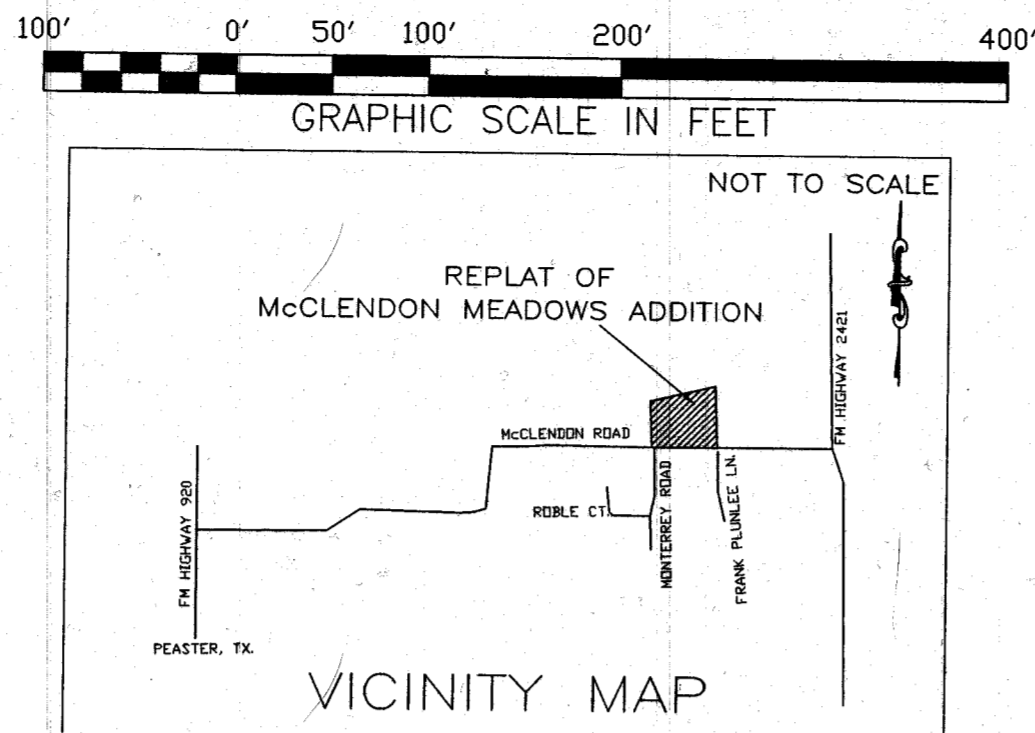 100' 0' 50' 100' 200' 400'
GRAPHIC SCALE IN FEET
NOT TO SCALE
REPLAT OF
McCLENDON MEADOWS ADDITION
FM HIGHWAY 2421
McCLENDON ROAD
FM HIGHWAY 920
ROBLE CT.
MONTERREY ROAD
FRANK PLUNLEE LN.
PEASTER, TX.
VICINITY MAP